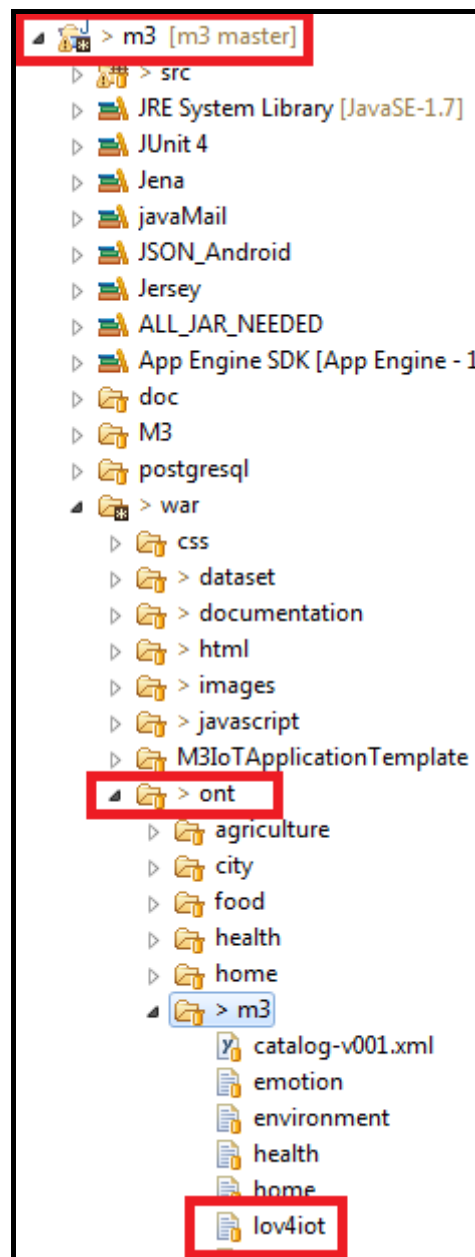 > m3 [m3 master]
> src
JRE System Library [JavaSE-1.7]
JUnit 4
Jena
javaMail
JSON_Android
Jersey
ALL_JAR_NEEDED
App Engine SDK [App Engine - 1
doc
M3
postgresql
> war
css
> dataset
> documentation
> html
> images
> javascript
M3IoTApplicationTemplate
> ont
agriculture
city
food
health
home
> m3
catalog-v001.xml
emotion
environment
health
home
lov4iot